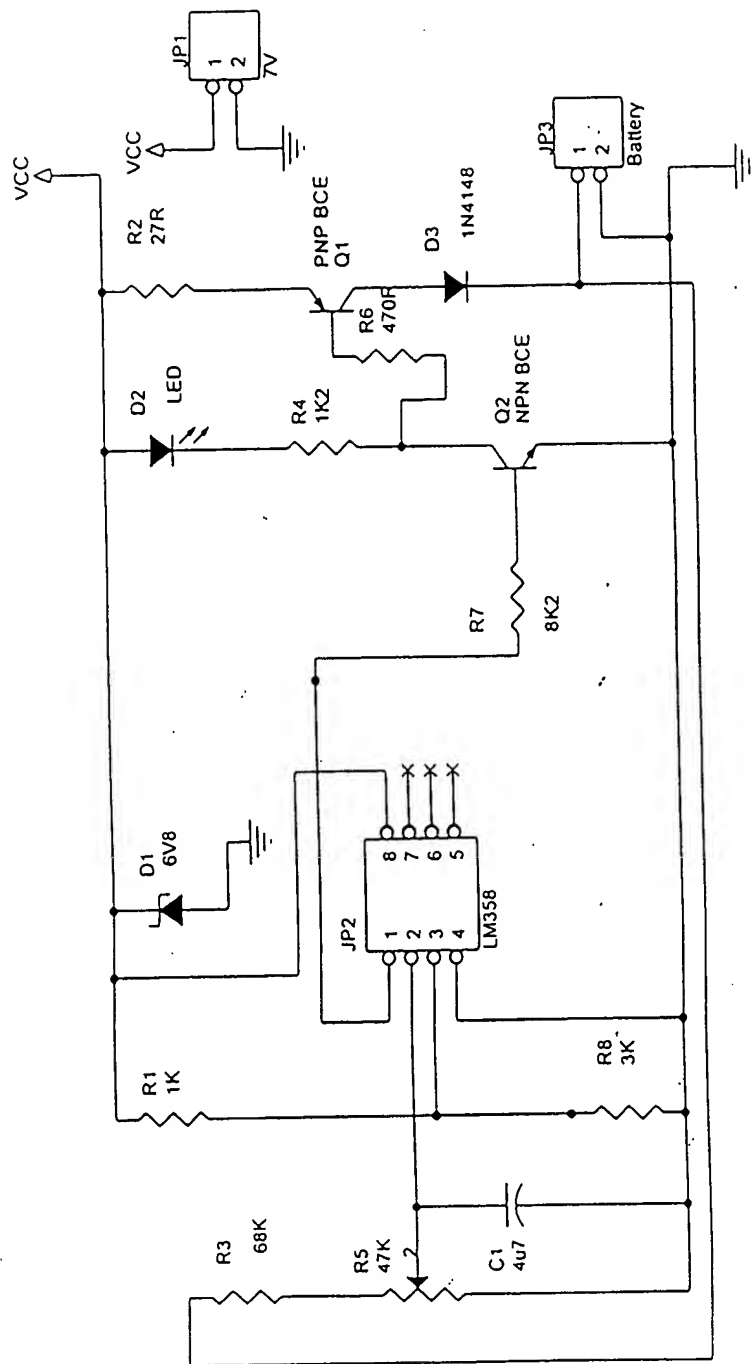 VCC
JP1
1
2
7V
VCC
R2
27R
PNP BCE
Q1
D3
1N4148
JP3
1
2
Battery
D2
LED
R6
470R
R4
1K2
Q2
NPN BCE
R7
8K2
D1
6V8
JP2
1
2
3
4
8
7
6
5
LM358
R1
1K
R8
3K
R3
68K
R5
47K
2
C1
4u7